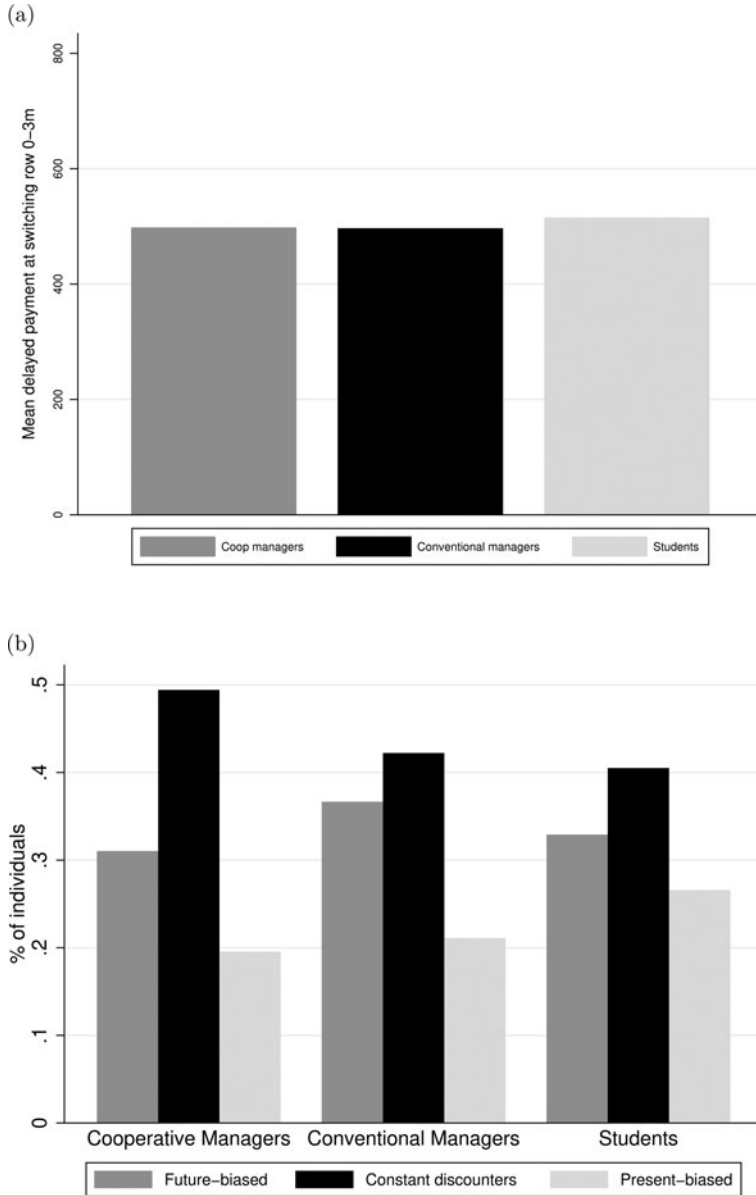 (a)
Mean delayed payment at switching row 0−3m
800
600
400
200
0
Coop managers Conventional managers Students
(b)
% of individuals
.5
.4
.3
.2
.1
0
Cooperative Managers Conventional Managers Students
Future−biased Constant discounters Present−biased